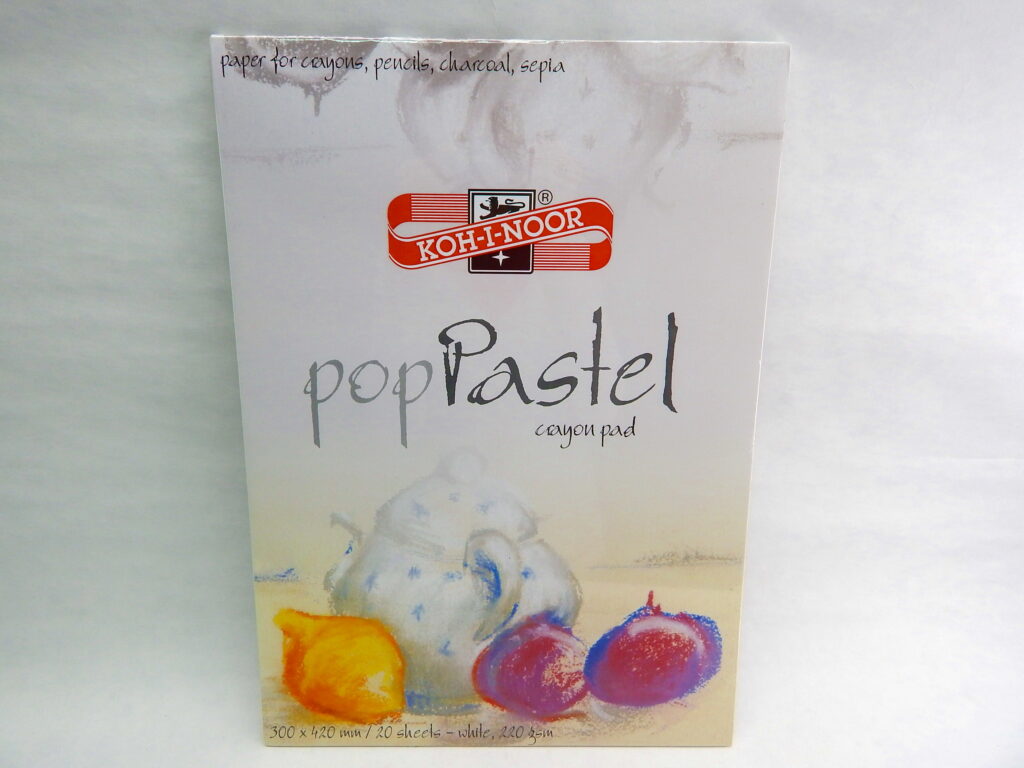 paper for crayons, pencils, charcoal, sepia
®
KOH-I-NOOR
popPastel
crayon pad
300 x 420 mm / 20 sheets – white, 220 gsm